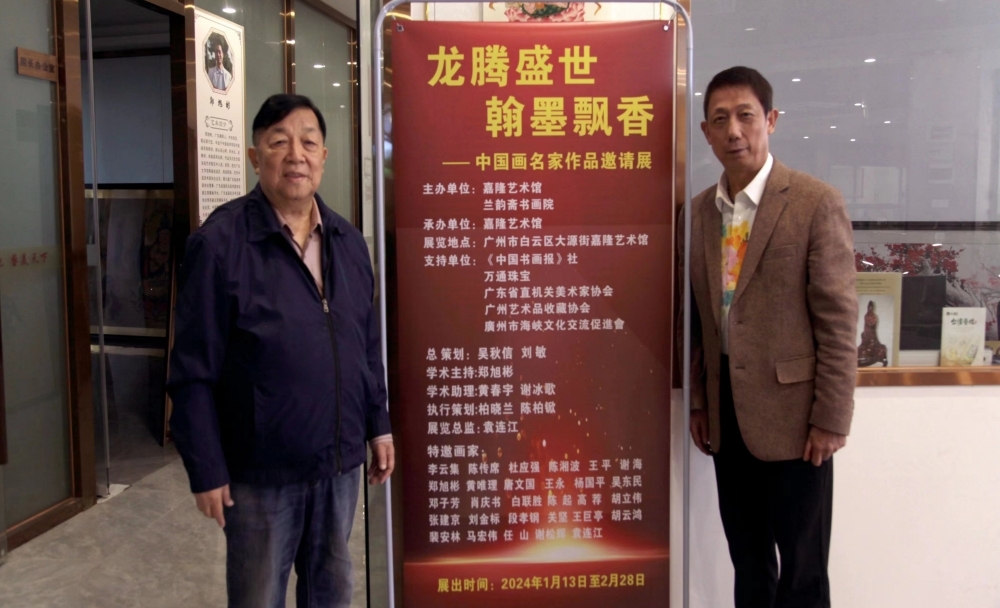 龙腾盛世
翰墨飘香
——中国画名家作品邀请展
主办单位：嘉隆艺术馆
兰韵斋书画院
承办单位：嘉隆艺术馆
展览地点：广州市白云区大源街嘉隆艺术馆
支持单位：《中国书画报》社
万通珠宝
广东省直机关美术家协会
广州艺术品收藏协会
廣州市海峡文化交流促進會
总策划：吴秋信 刘敏
学术主持:郑旭彬
学术助理:黄春宇 谢冰歌
执行策划:柏晓兰 陈柏锨
展览总监:袁连江
特邀画家：
李云集 陈传席 杜应强 陈湘波 王平 谢海
郑旭彬 黄唯理 唐文国 王永 杨国平 吴东民
邓子芳 肖庆书 白联胜 陈起 高荐 胡立伟
张建京 刘金标 段孝钢 关坚 王巨亭 胡云鸿
裴安林 马宏伟 任山 谢松辉 袁连江
展出时间：2024年1月13日至2月28日